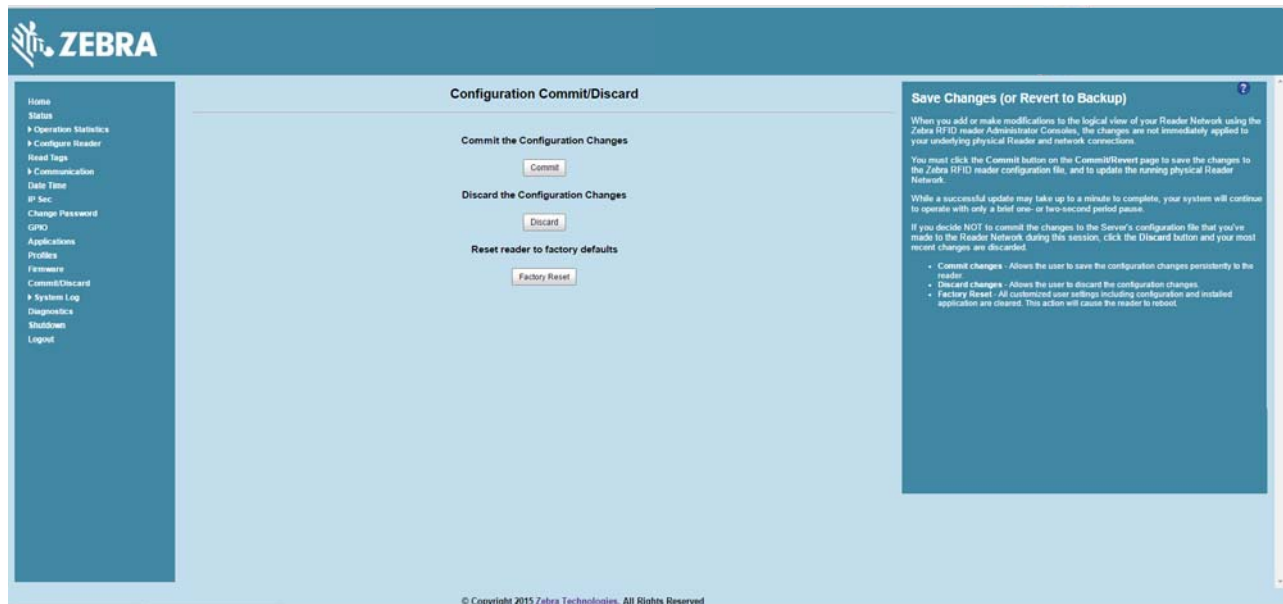 ZEBRA
Home
Status
Operation Statistics
Configure Reader
Read Tags
Communication
Date Time
IP Sec
Change Password
GPIO
Applications
Profiles
Firmware
Commit/Discard
System Log
Diagnostics
Shutdown
Logout
Configuration Commit/Discard
Commit the Configuration Changes
Commit
Discard the Configuration Changes
Discard
Reset reader to factory defaults
Factory Reset
?
Save Changes (or Revert to Backup)
When you add or make modifications to the logical view of your Reader Network using the
Zebra RFID reader Administrator Consoles, the changes are not immediately applied to
your underlying physical Reader and network connections.
You must click the Commit button on the Commit/Revert page to save the changes to
the Zebra RFID reader configuration file, and to update the running physical Reader
Network.
While a successful update may take up to a minute to complete, your system will continue
to operate with only a brief one- or two-second period pause.
If you decide NOT to commit the changes to the Server's configuration file that you've
made to the Reader Network during this session, click the Discard button and your most
recent changes are discarded.
• Commit changes - Allows the user to save the configuration changes persistently to the
reader.
• Discard changes - Allows the user to discard the configuration changes.
• Factory Reset - All customized user settings including configuration and installed
application are cleared. This action will cause the reader to reboot.
© Copyright 2015 Zebra Technologies. All Rights Reserved